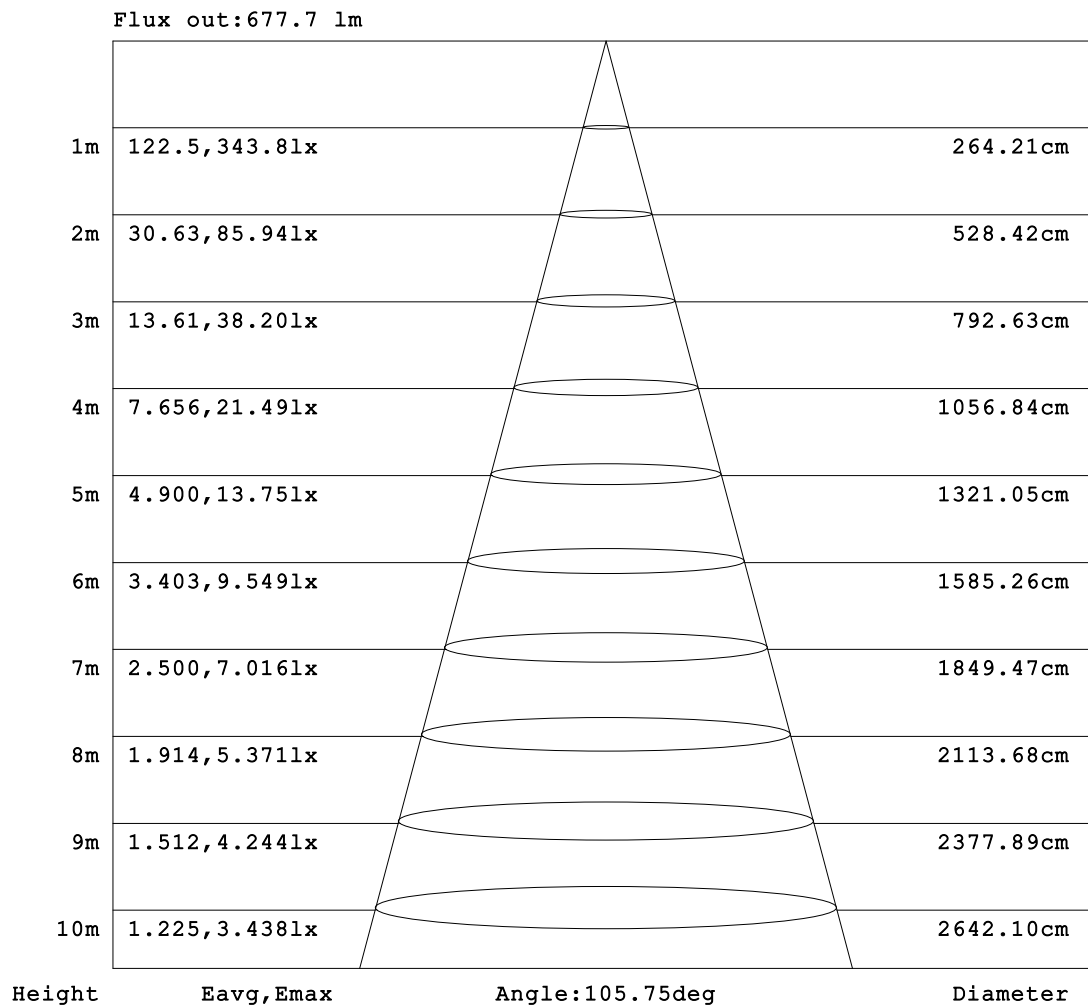 Flux out:677.7 lm
1m 122.5,343.8lx 264.21cm
2m 30.63,85.94lx 528.42cm
3m 13.61,38.20lx 792.63cm
4m 7.656,21.49lx 1056.84cm
5m 4.900,13.75lx 1321.05cm
6m 3.403,9.549lx 1585.26cm
7m 2.500,7.016lx 1849.47cm
8m 1.914,5.371lx 2113.68cm
9m 1.512,4.244lx 2377.89cm
10m 1.225,3.438lx 2642.10cm
Height Eavg,Emax Angle:105.75deg Diameter